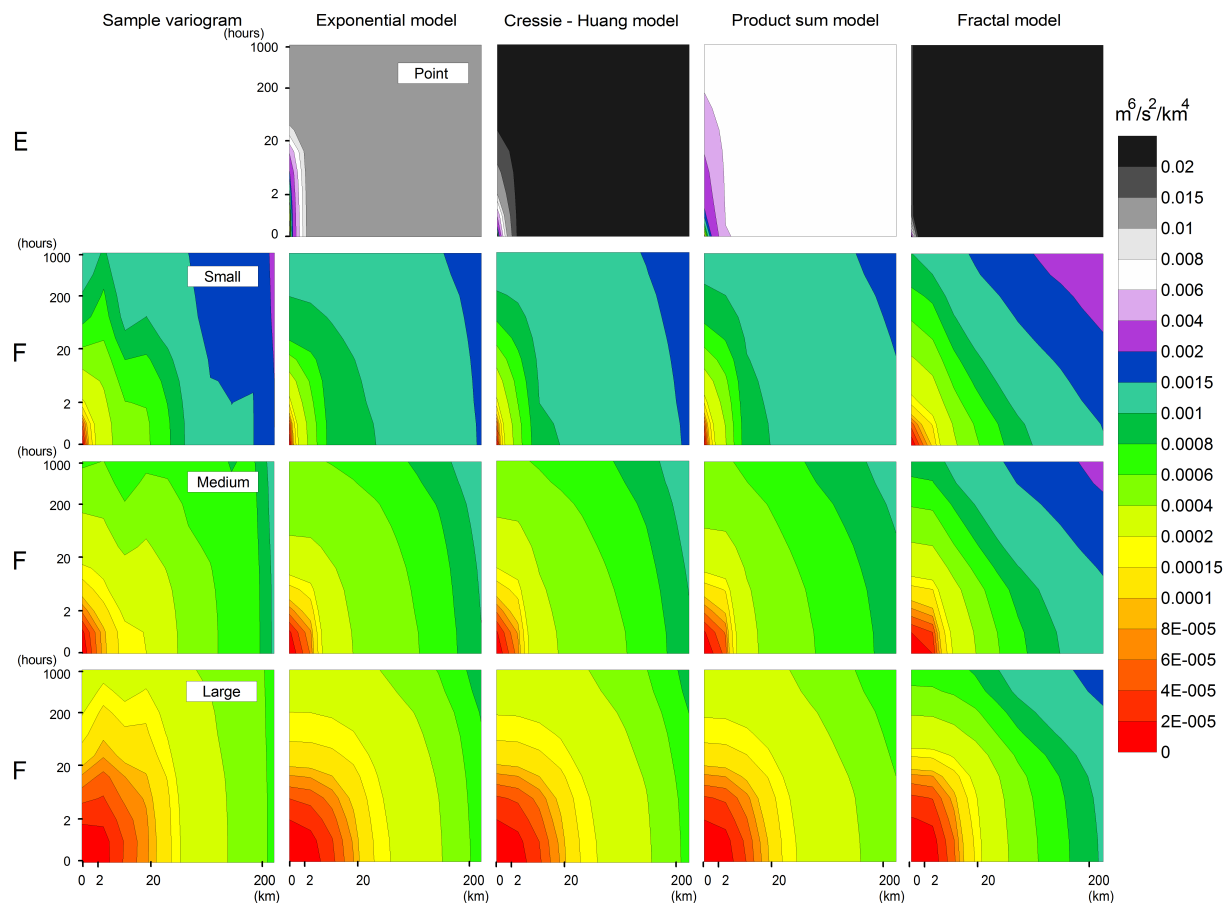 Sample variogram
Exponential model
Cressie - Huang model
Product sum model
Fractal model
(hours)
1000
200
20
2
0
Point
E
m6/s2/km4
0.02
0.015
0.01
0.008
0.006
0.004
0.002
0.0015
0.001
0.0008
0.0006
0.0004
0.0002
0.00015
0.0001
8E-005
6E-005
4E-005
2E-005
0
(hours)
1000
200
20
2
0
Small
F
(hours)
1000
200
20
2
0
Medium
F
(hours)
1000
200
20
2
0
Large
F
0 2 20 200
(km)
0 2 20 200
(km)
0 2 20 200
(km)
0 2 20 200
(km)
0 2 20 200
(km)